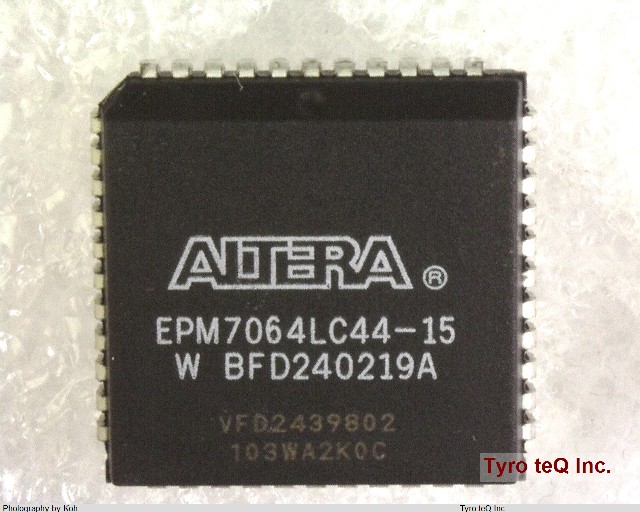 ALTERA®
EPM7064LC44-15
W BFD240219A
VFD2439802
103WA2K0C
Tyro teQ Inc.
Photography by Koh
Tyro teQ Inc